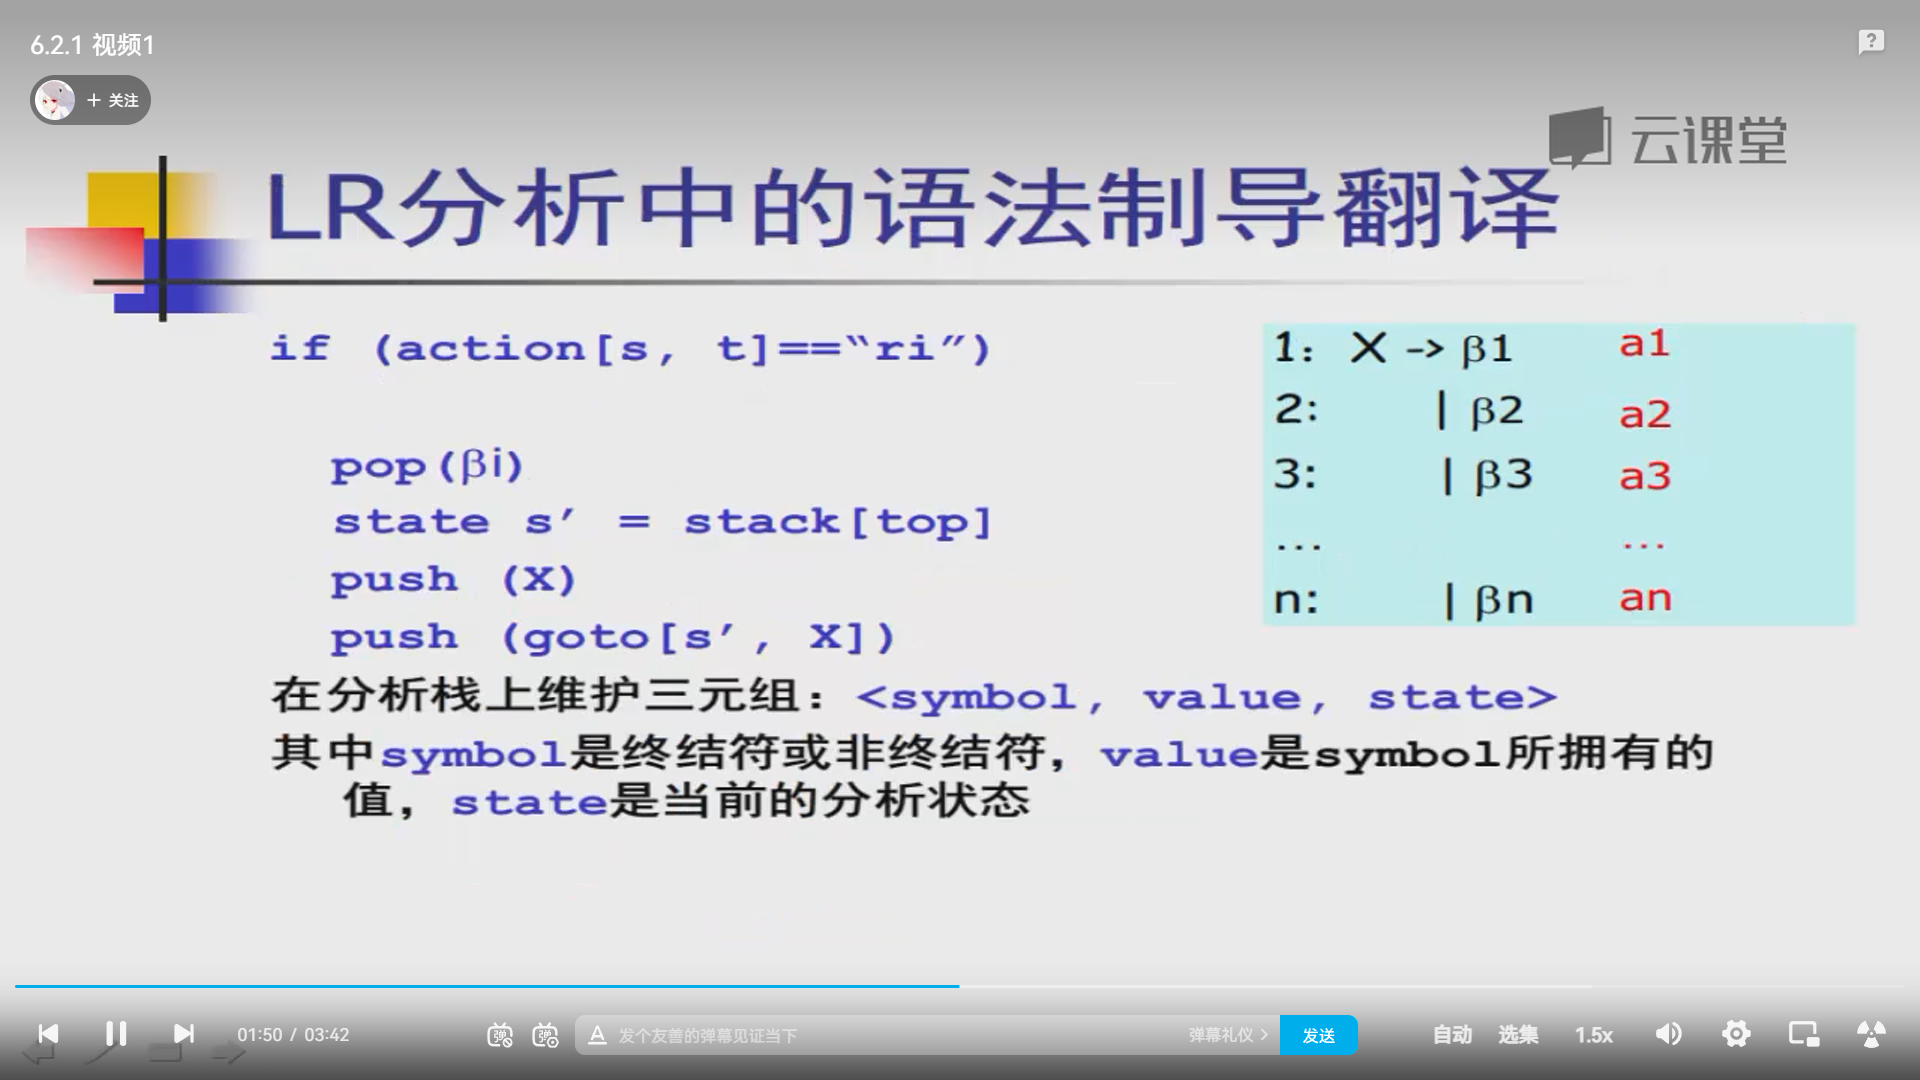 6.2.1 视频1
+ 关注
云课堂
LR分析中的语法制导翻译
if (action[s, t]==“ri”)
pop(βi)
state s’ = stack[top]
push (X)
push (goto[s’, X])
1: X -> β1 a1
2: | β2 a2
3: | β3 a3
... ...
n: | βn an
在分析栈上维护三元组：<symbol, value, state>
其中symbol是终结符或非终结符，value是symbol所拥有的
值，state是当前的分析状态
01:50 / 03:42
弹 弹
A 发个友善的弹幕见证当下
弹幕礼仪 >
发送
自动 选集 1.5x